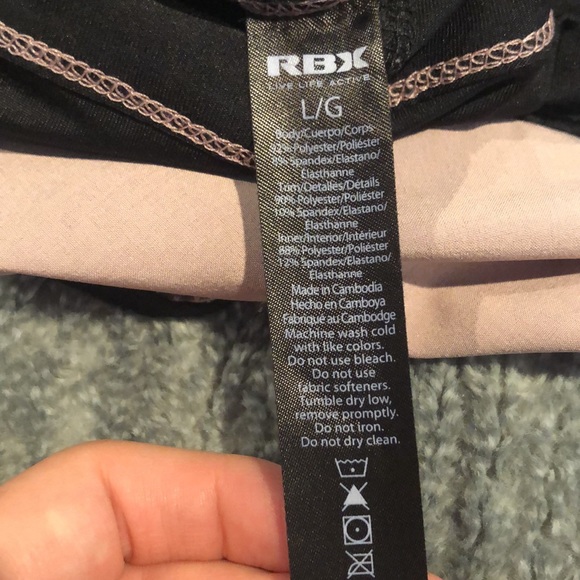 RBX
LIVE LIFE ACTIVE
L/G
Body/Cuerpo/Corps
92% Polyester/Poliéster
8% Spandex/Elastano/
Elasthanne
Trim/Detalles/Détails
90% Polyester/Poliéster
10% Spandex/Elastano/
Elasthanne
Inner/Interior/Intérieur
88% Polyester/Poliéster
12% Spandex/Elastano/
Elasthanne
Made in Cambodia
Hecho en Camboya
Fabriqué au Cambodge
Machine wash cold
with like colors.
Do not use bleach.
Do not use
fabric softeners.
Tumble dry low,
remove promptly.
Do not iron.
Do not dry clean.